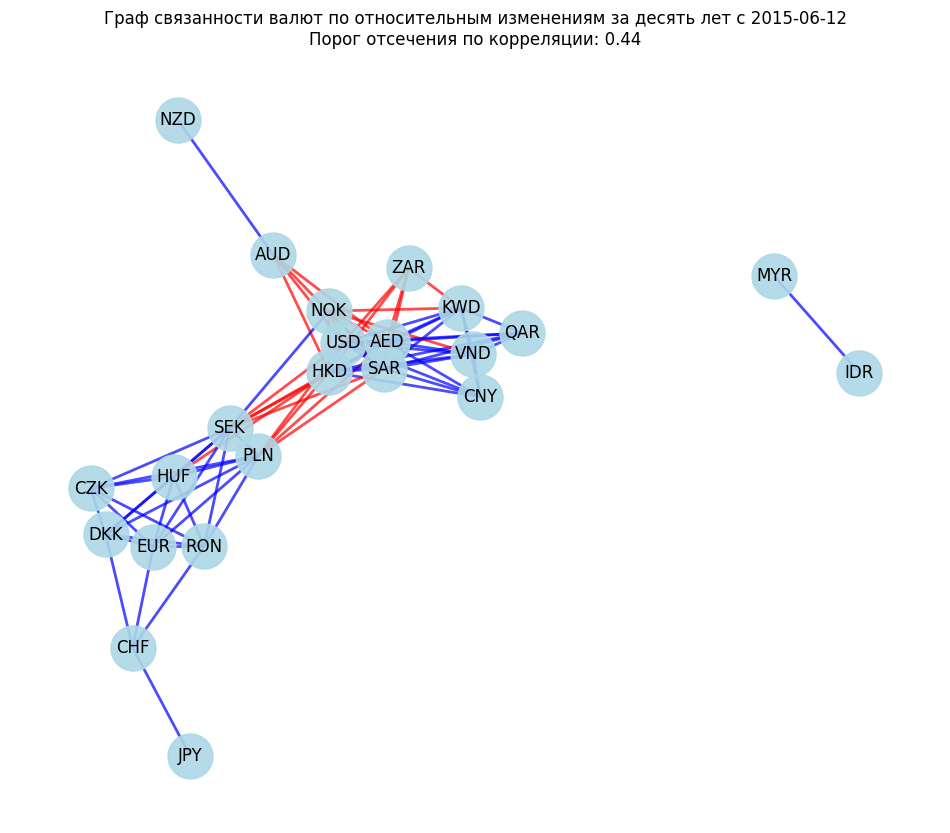 Граф связанности валют по относительным изменениям за десять лет с 2015-06-12
Порог отсечения по корреляции: 0.44
NZD
AUD
ZAR
MYR
NOK
KWD
QAR
USD
AED
VND
HKD
SAR
IDR
CNY
SEK
PLN
HUF
CZK
DKK
EUR
RON
CHF
JPY